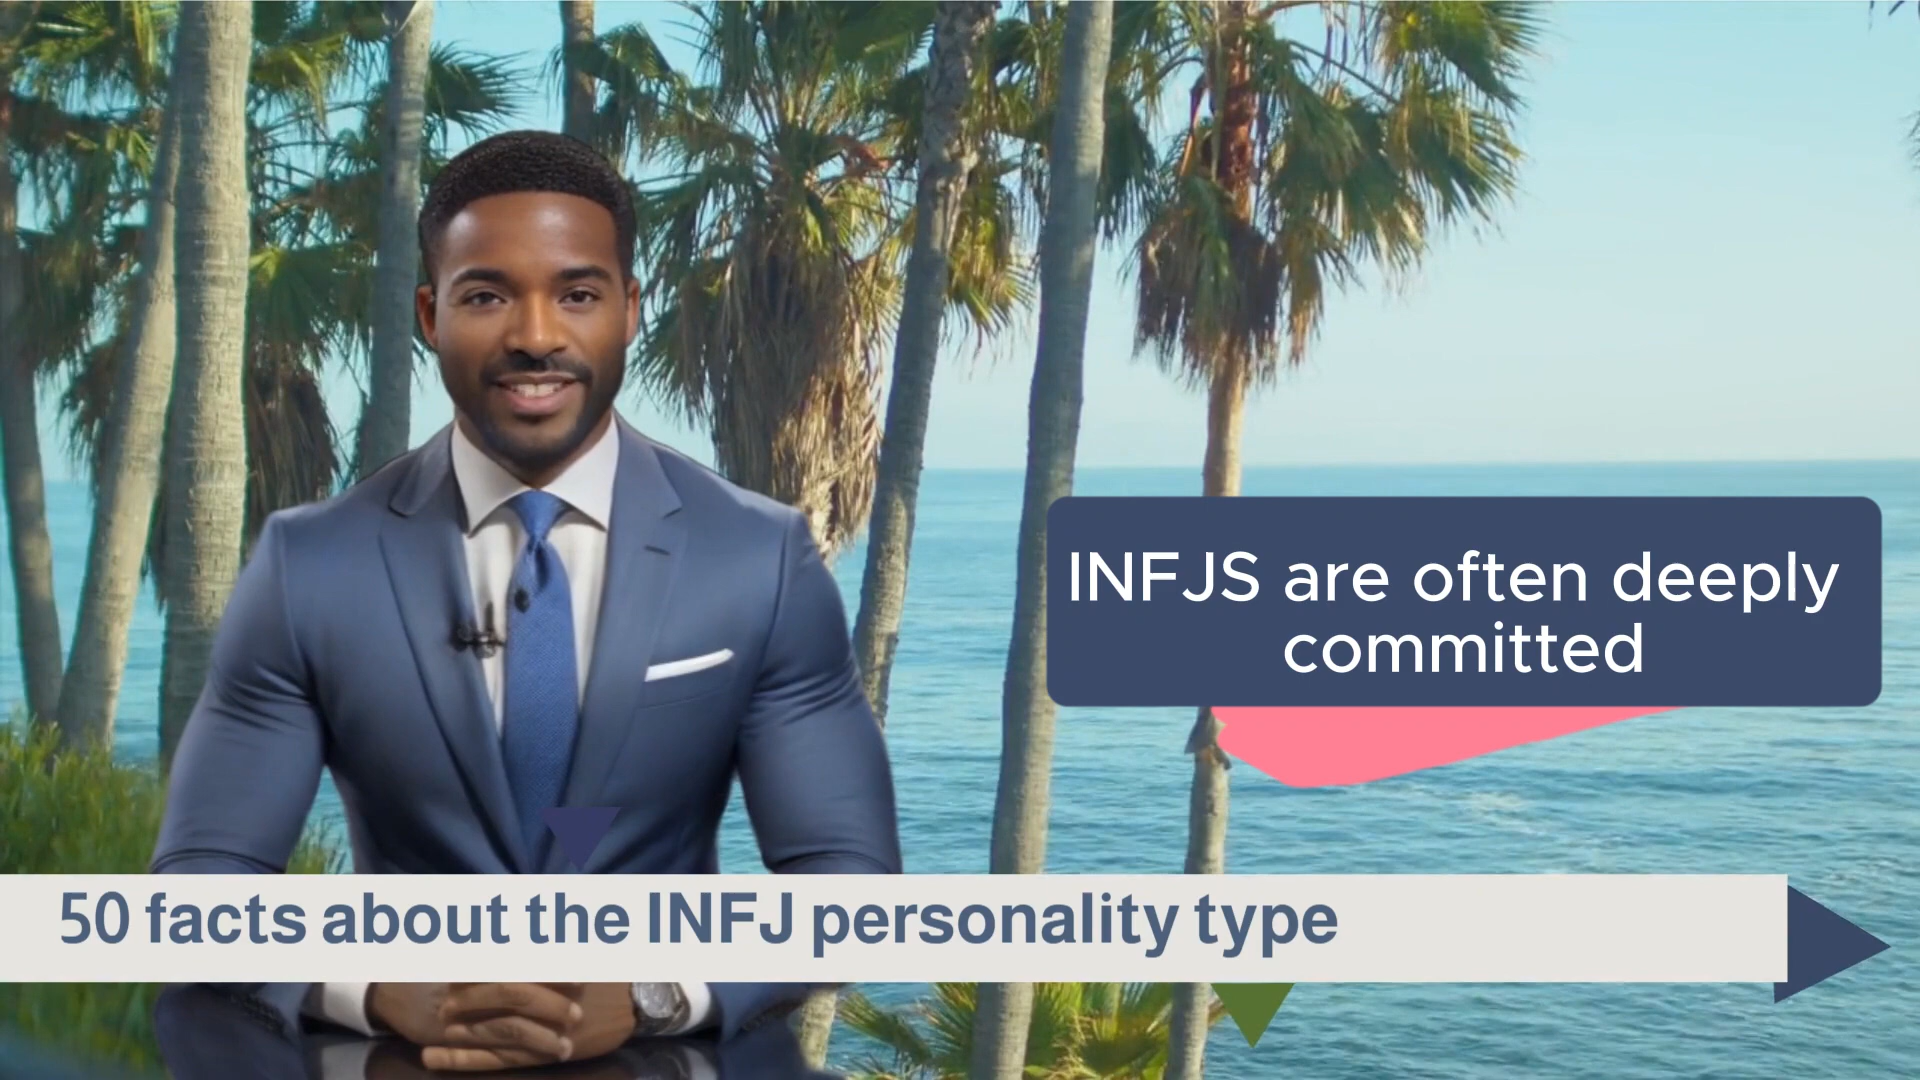 INFJS are often deeply
committed
50 facts about the INFJ personality type